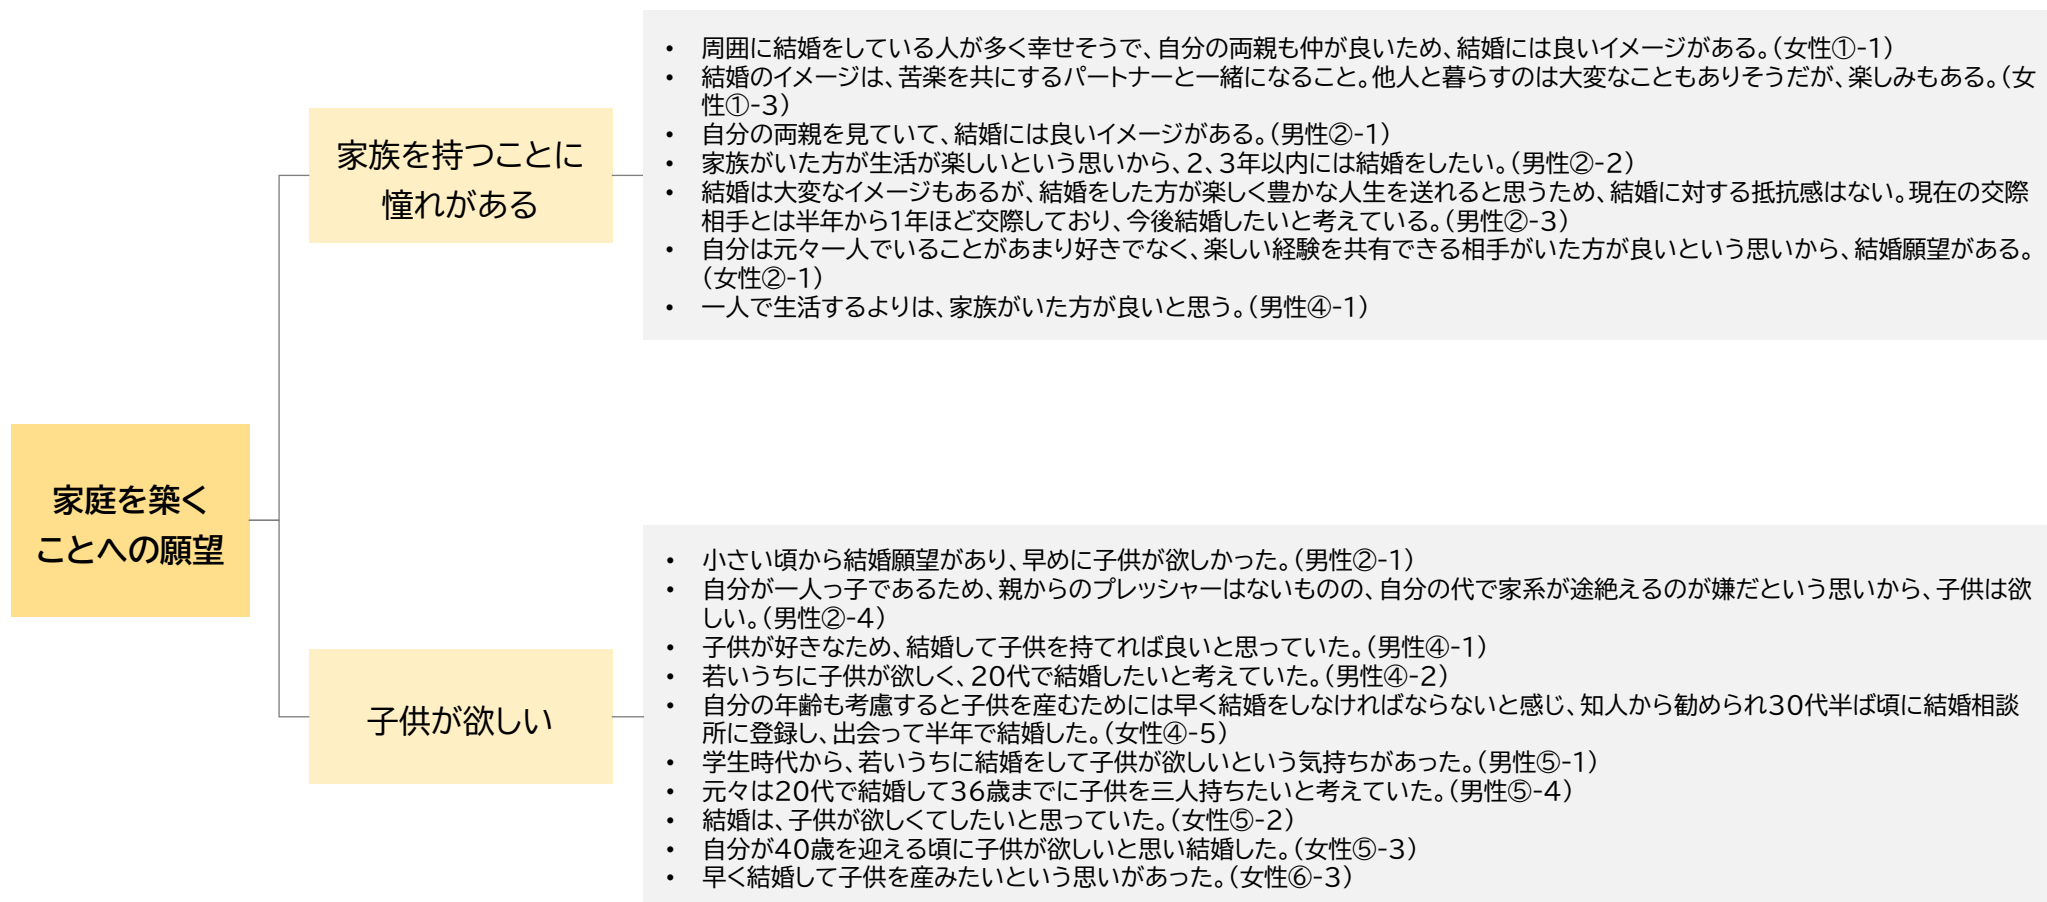 家庭を築く
ことへの願望
家族を持つことに
憧れがある
• 周囲に結婚をしている人が多く幸せそうで、自分の両親も仲が良いため、結婚には良いイメージがある。(女性①-1)
• 結婚のイメージは、苦楽を共にするパートナーと一緒になること。他人と暮らすのは大変なこともありそうだが、楽しみもある。(女
性①-3)
• 自分の両親を見ていて、結婚には良いイメージがある。(男性②-1)
• 家族がいた方が生活が楽しいという思いから、2、3年以内には結婚をしたい。(男性②-2)
• 結婚は大変なイメージもあるが、結婚をした方が楽しく豊かな人生を送れると思うため、結婚に対する抵抗感はない。現在の交際
相手とは半年から1年ほど交際しており、今後結婚したいと考えている。(男性②-3)
• 自分は元々一人でいることがあまり好きでなく、楽しい経験を共有できる相手がいた方が良いという思いから、結婚願望がある。
(女性②-1)
• 一人で生活するよりは、家族がいた方が良いと思う。(男性④-1)
子供が欲しい
• 小さい頃から結婚願望があり、早めに子供が欲しかった。(男性②-1)
• 自分が一人っ子であるため、親からのプレッシャーはないものの、自分の代で家系が途絶えるのが嫌だという思いから、子供は欲
しい。(男性②-4)
• 子供が好きなため、結婚して子供を持てれば良いと思っていた。(男性④-1)
• 若いうちに子供が欲しく、20代で結婚したいと考えていた。(男性④-2)
• 自分の年齢も考慮すると子供を産むためには早く結婚をしなければならないと感じ、知人から勧められ30代半ば頃に結婚相談
所に登録し、出会って半年で結婚した。(女性④-5)
• 学生時代から、若いうちに結婚をして子供が欲しいという気持ちがあった。(男性⑤-1)
• 元々は20代で結婚して36歳までに子供を三人持ちたいと考えていた。(男性⑤-4)
• 結婚は、子供が欲しくてしたいと思っていた。(女性⑤-2)
• 自分が40歳を迎える頃に子供が欲しいと思い結婚した。(女性⑤-3)
• 早く結婚して子供を産みたいという思いがあった。(女性⑥-3)